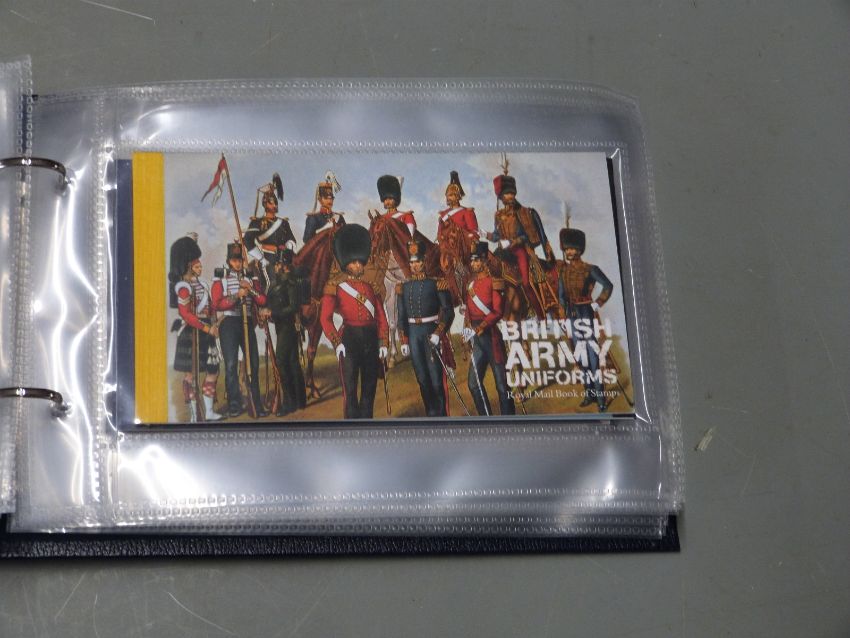 BRITISH
ARMY
UNIFORMS
Royal Mail Book of Stamps